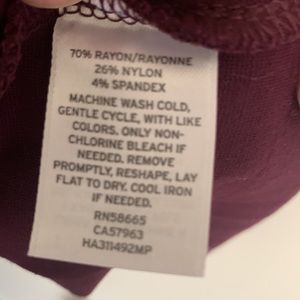 70% RAYON/RAYONNE
26% NYLON
4% SPANDEX
MACHINE WASH COLD,
GENTLE CYCLE, WITH LIKE
COLORS. ONLY NON-
CHLORINE BLEACH IF
NEEDED. REMOVE
PROMPTLY, RESHAPE, LAY
FLAT TO DRY. COOL IRON
IF NEEDED.
RN58665
CA57963
HA311492MP